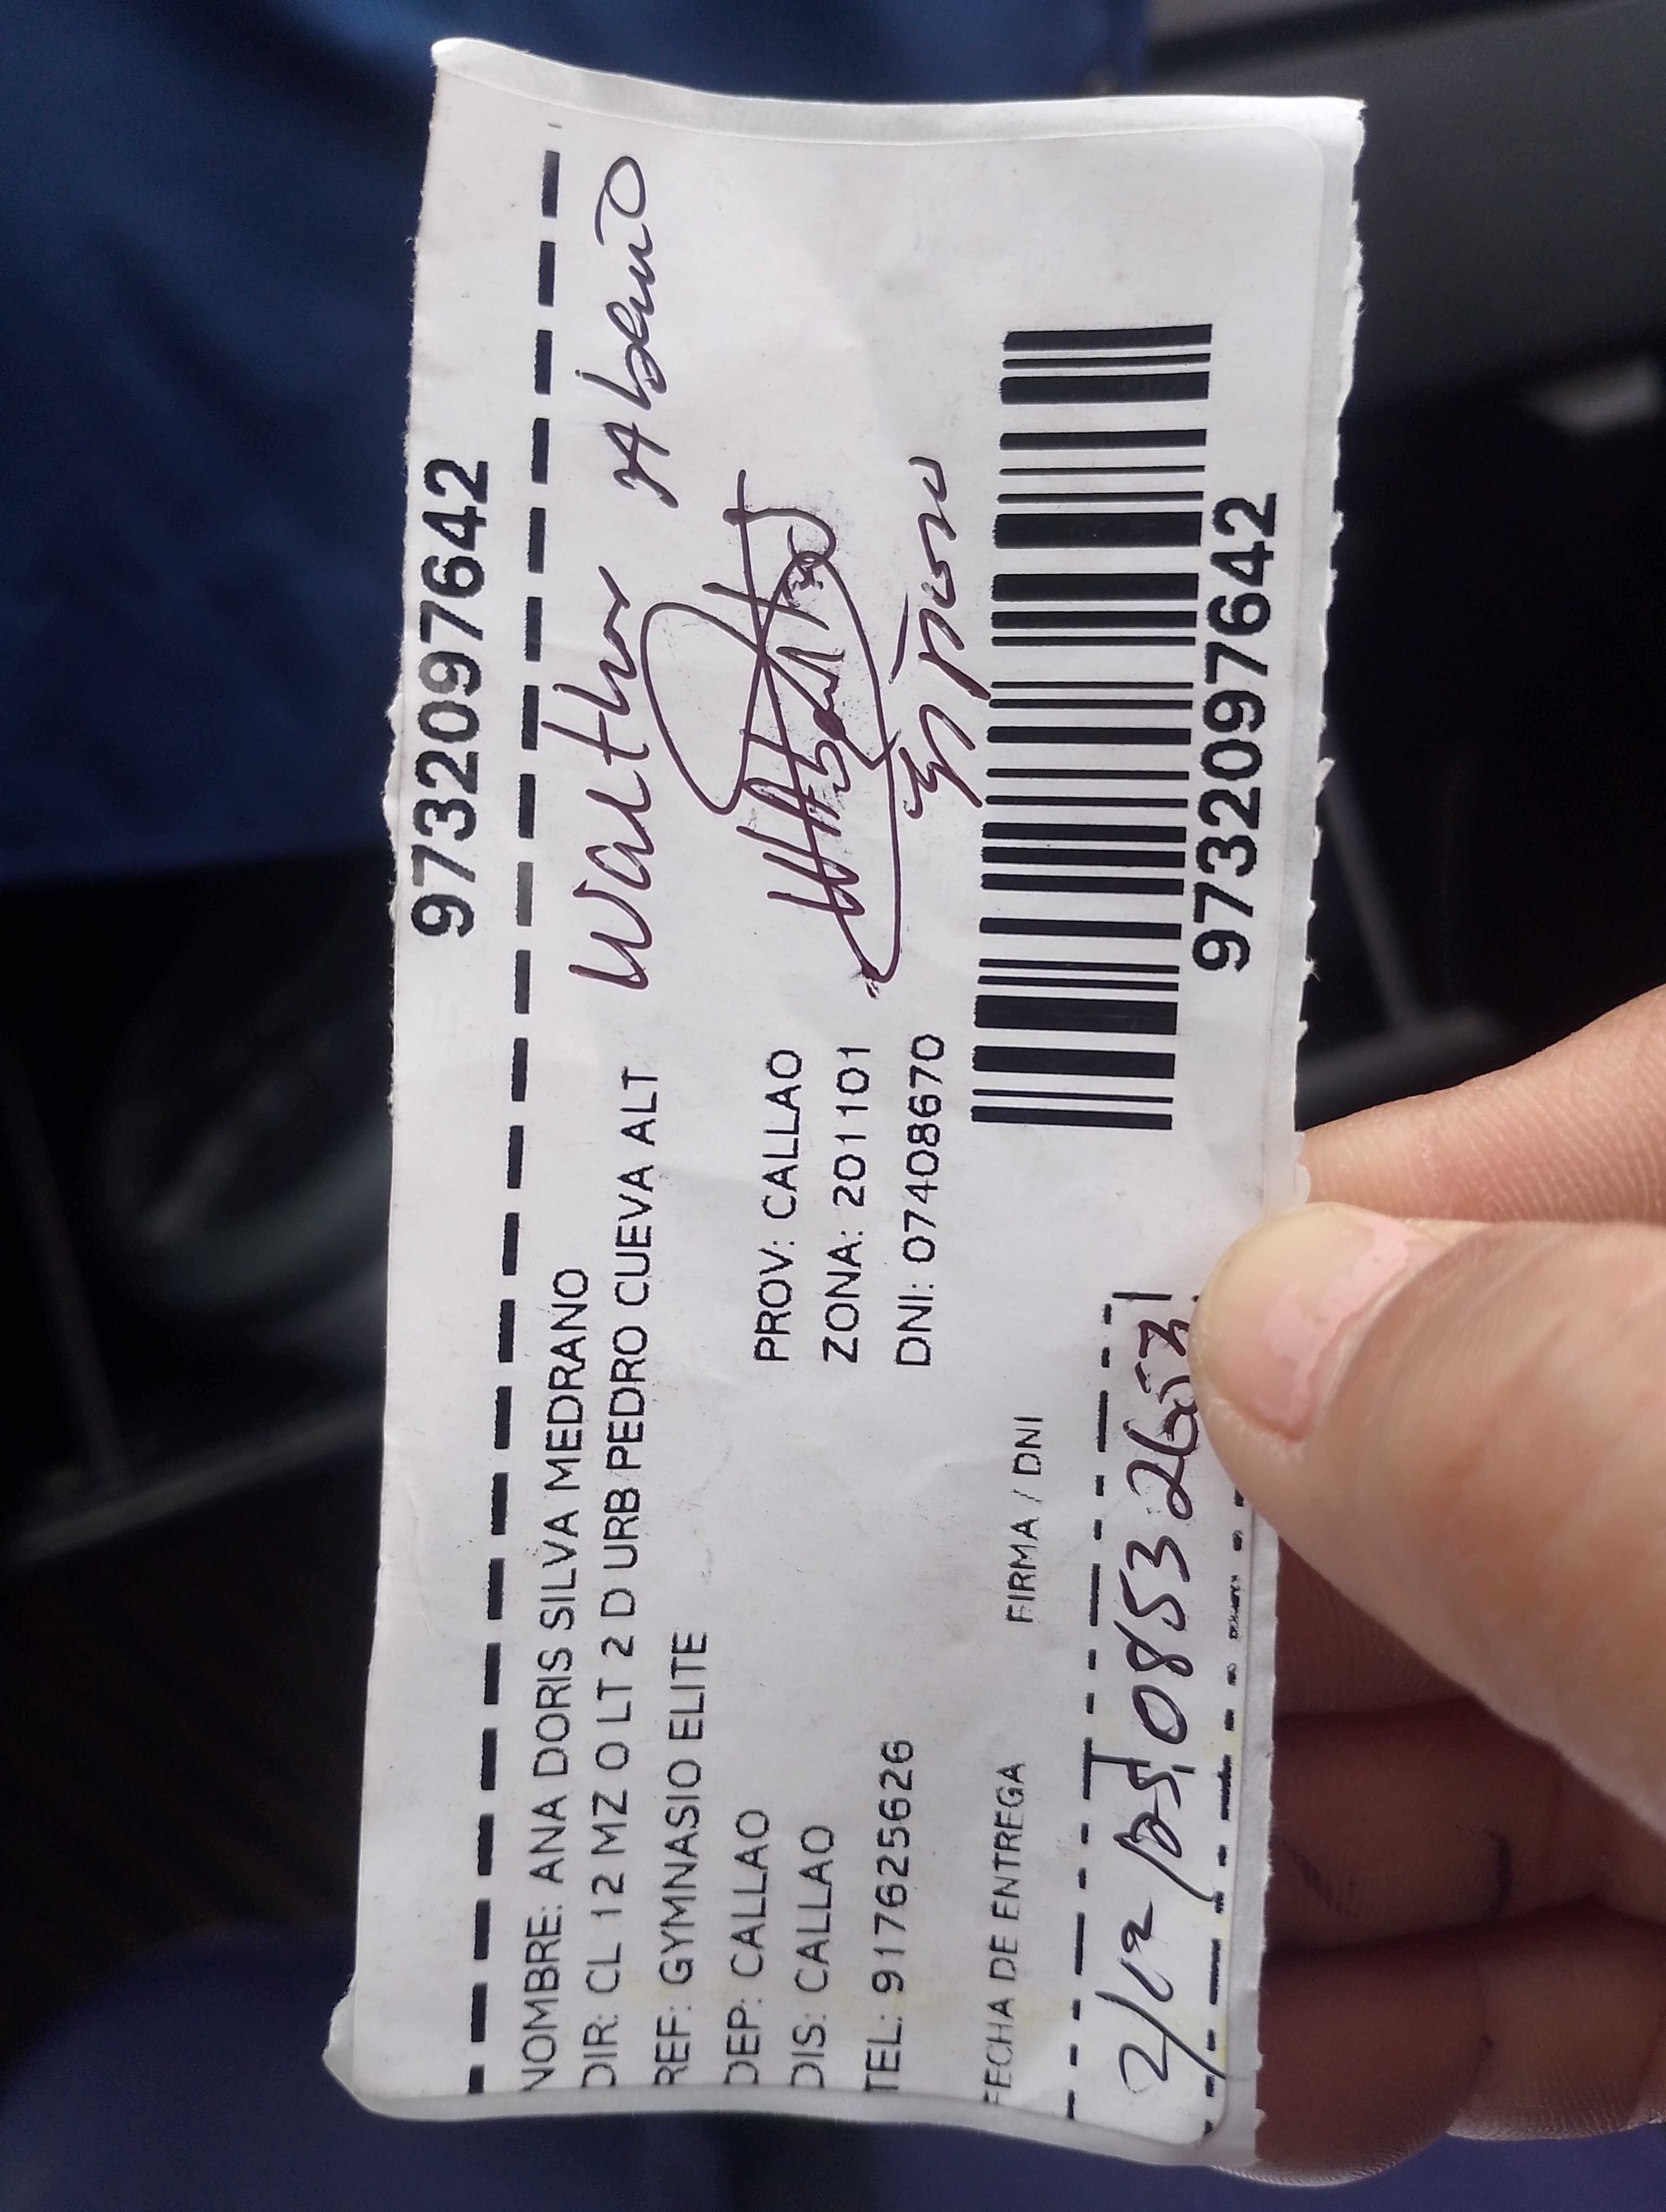 9732097642
NOMBRE: ANA DORIS SILVA MEDRANO
DIR: CL 12 MZ O LT 2 D URB PEDRO CUEVA ALT
Walther
REF: GYMNASIO ELITE
DEP: CALLAO PROV: CALLAO
DIS: CALLAO ZONA: 201101
TEL: 917625626 DNI: 07408670
FECHA DE ENTREGA FIRMA / DNI
9732097642